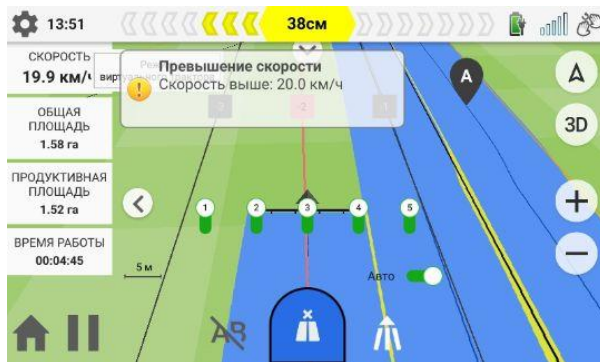 13:51
38см
СКОРОСТЬ
19.9 км/ч
Превышение скорости
Скорость выше: 20.0 км/ч
ОБЩАЯ
ПЛОЩАДЬ
1.58 га
-2
A
3D
ПРОДУКТИВНАЯ
ПЛОЩАДЬ
1.52 га
1 2 3 4 5
ВРЕМЯ РАБОТЫ
00:04:45
5 м
Авто
AB